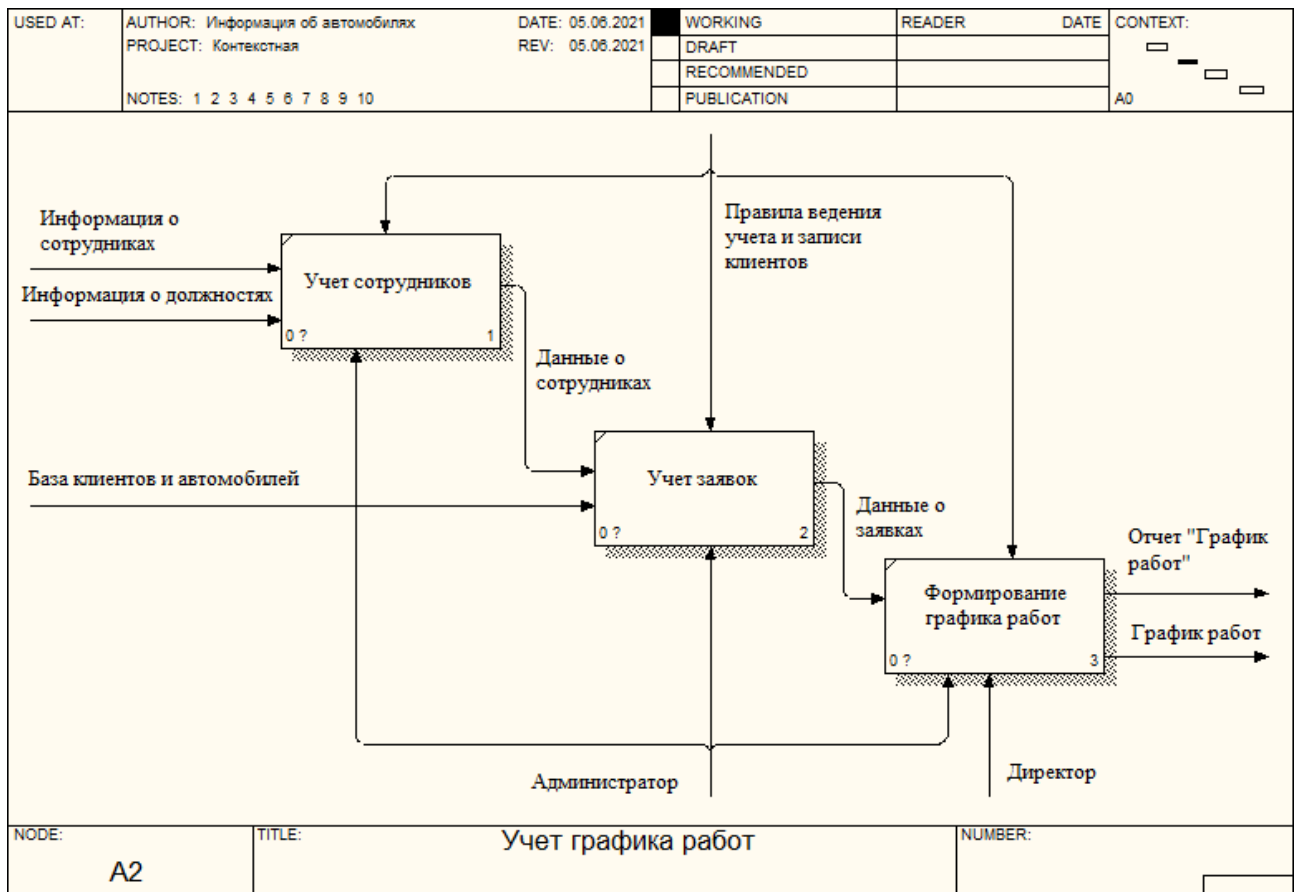 USED AT:
AUTHOR: Информация об автомобилях
DATE: 05.06.2021
PROJECT: Контекстная
REV: 05.06.2021
NOTES: 1 2 3 4 5 6 7 8 9 10
WORKING
DRAFT
RECOMMENDED
PUBLICATION
READER
DATE
CONTEXT:
A0
Информация о
сотрудниках
Информация о должностях
Учет сотрудников
0 ?
1
Правила ведения
учета и записи
клиентов
Данные о
сотрудниках
База клиентов и автомобилей
Учет заявок
0 ?
2
Данные о
заявках
Формирование
графика работ
0 ?
3
Отчет "График
работ"
График работ
Администратор
Директор
NODE:
A2
TITLE:
Учет графика работ
NUMBER: